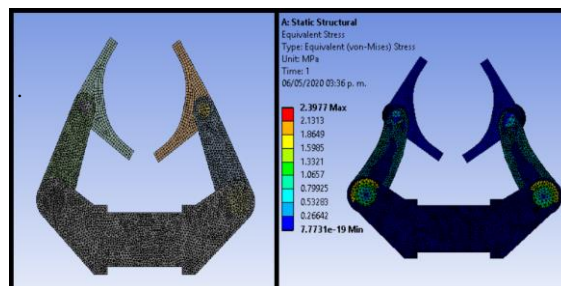 A: Static Structural
Equivalent Stress
Type: Equivalent (von-Mises) Stress
Unit: MPa
Time: 1
06/05/2020 03:36 p. m.
2.3977 Max
2.1313
1.8649
1.5985
1.3321
1.0657
0.79925
0.53283
0.26642
7.7731e-19 Min